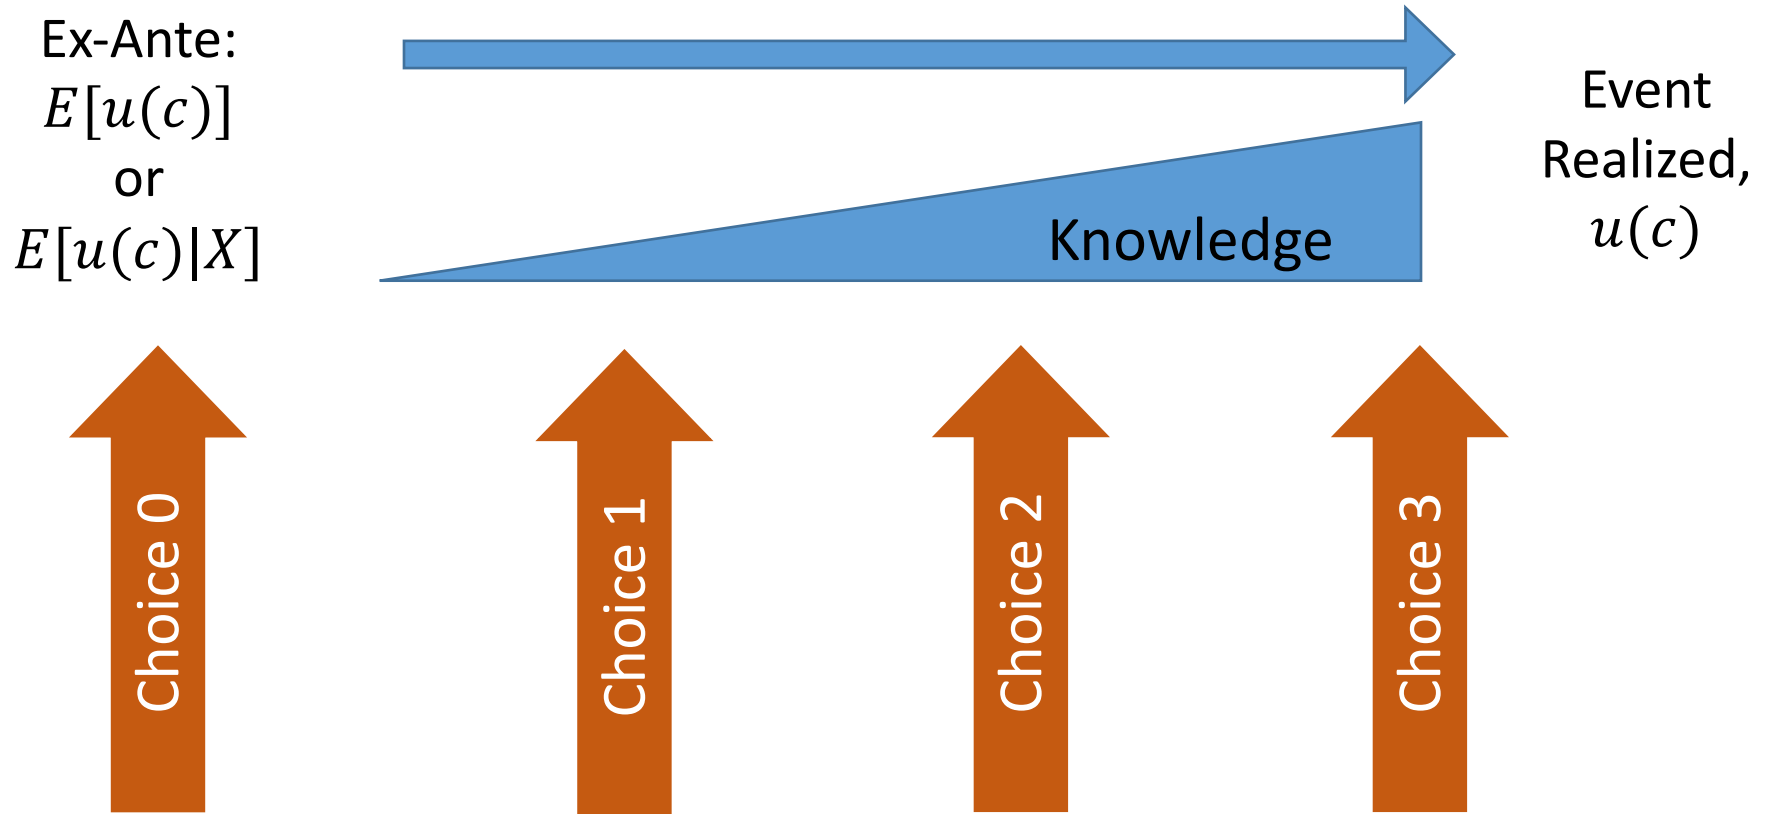 Ex-Ante:
E[u(c)]
or
E[u(c)|X]
Event
Realized,
u(c)
Knowledge
Choice 0
Choice 1
Choice 2
Choice 3